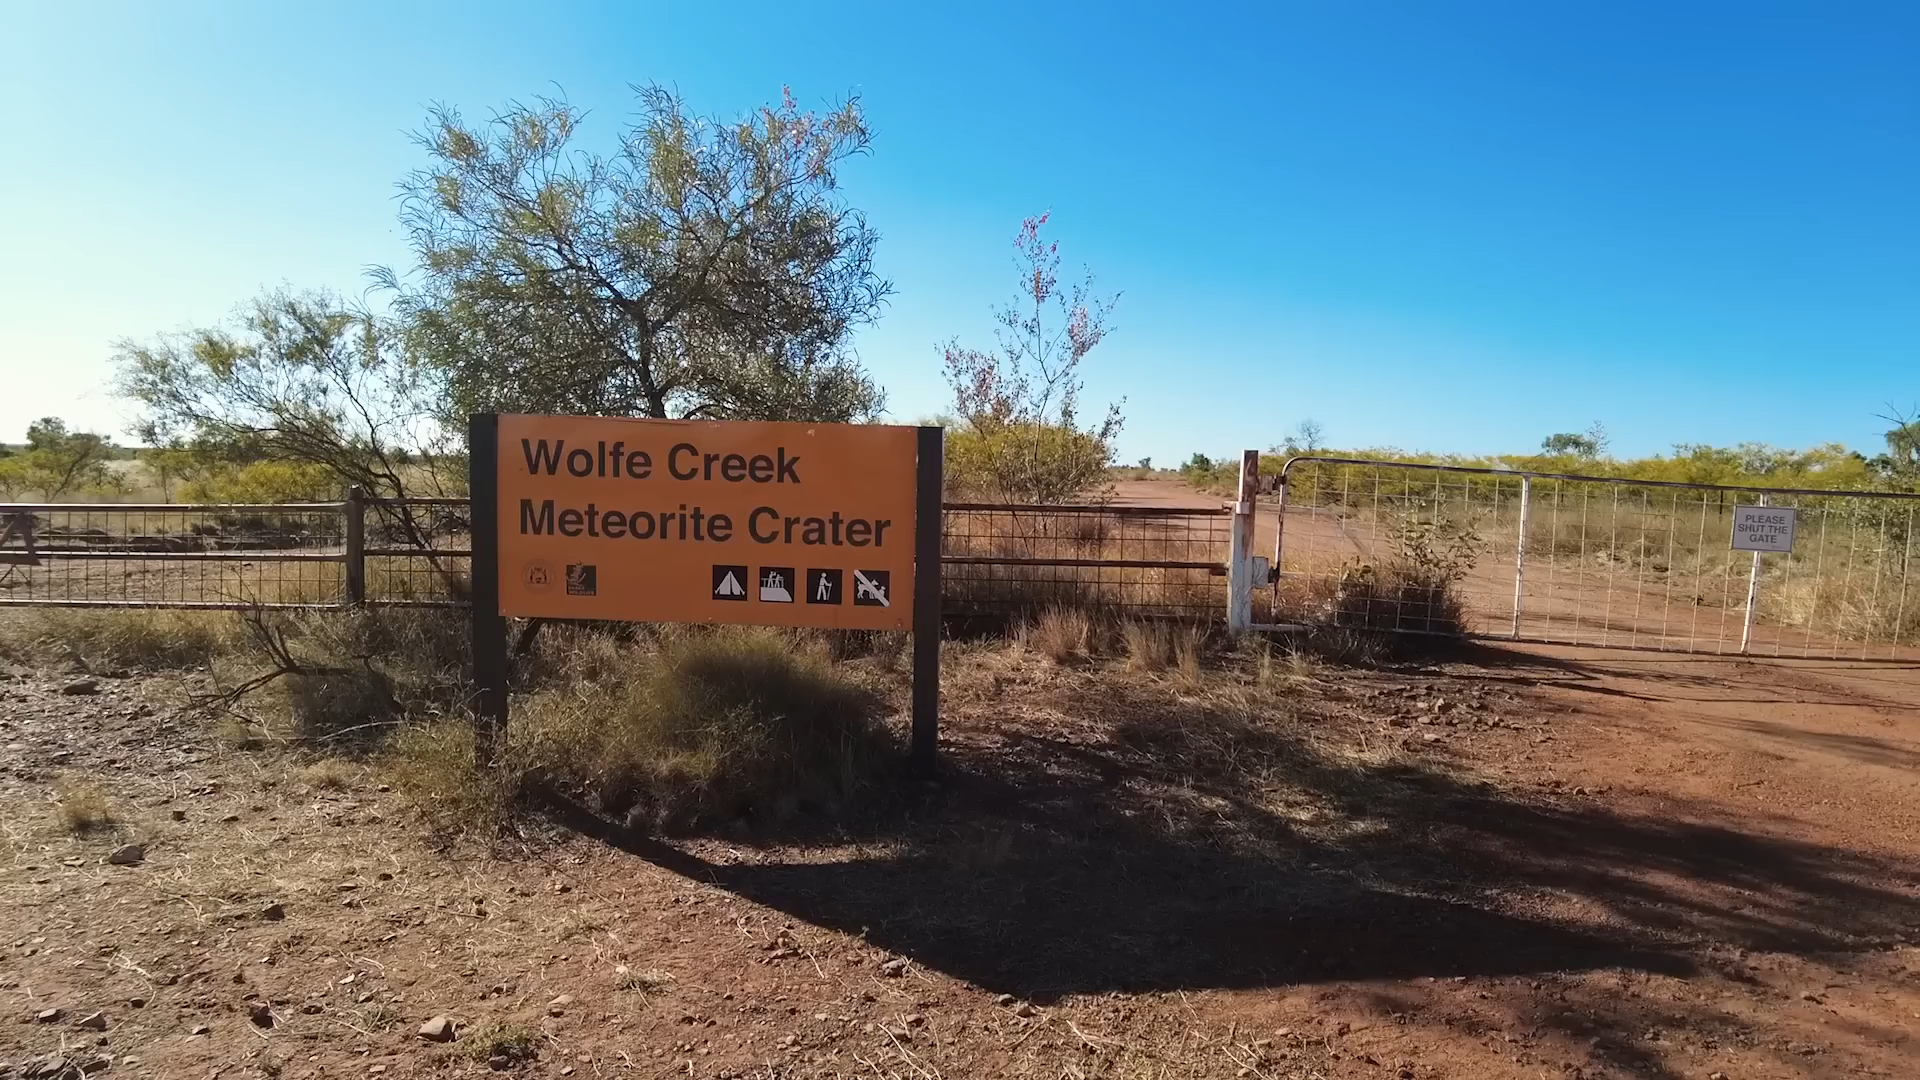 Wolfe Creek
Meteorite Crater
PLEASE
SHUT THE
GATE